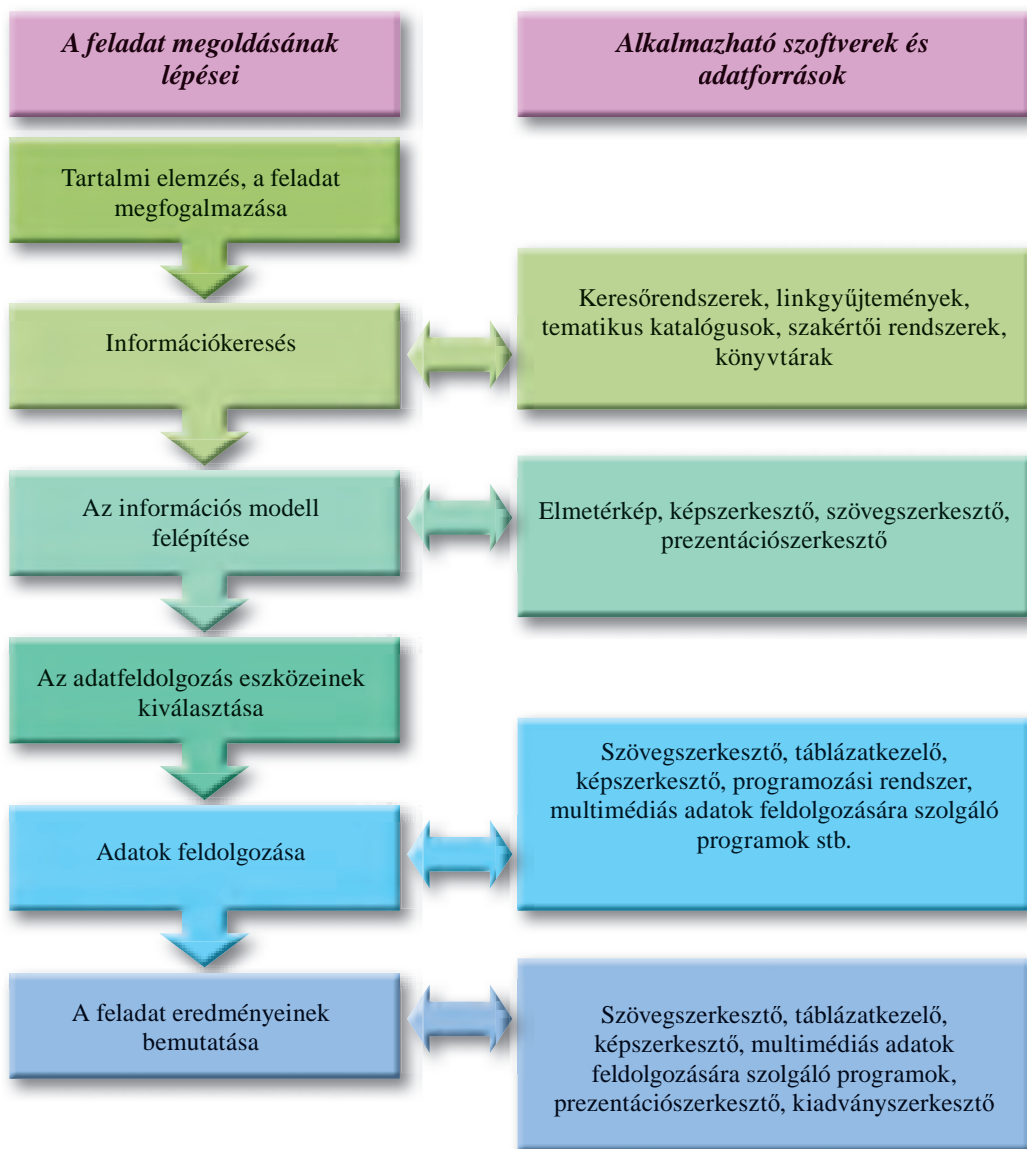 A feladat megoldásának
lépései
Alkalmazható szoftverek és
adatforrások
Tartalmi elemzés, a feladat
megfogalmazása
Információkeresés
Keresőrendszerek, linkgyűjtemények,
tematikus katalógusok, szakértői rendszerek,
könyvtárak
Az információs modell
felépítése
Elmetérkép, képszerkesztő, szövegszerkesztő,
prezentációszerkesztő
Az adatfeldolgozás eszközeinek
kiválasztása
Adatok feldolgozása
Szövegszerkesztő, táblázatkezelő,
képszerkesztő, programozási rendszer,
multimédiás adatok feldolgozására szolgáló
programok stb.
A feladat eredményeinek
bemutatása
Szövegszerkesztő, táblázatkezelő,
képszerkesztő, multimédiás adatok
feldolgozására szolgáló programok,
prezentációszerkesztő, kiadványszerkesztő